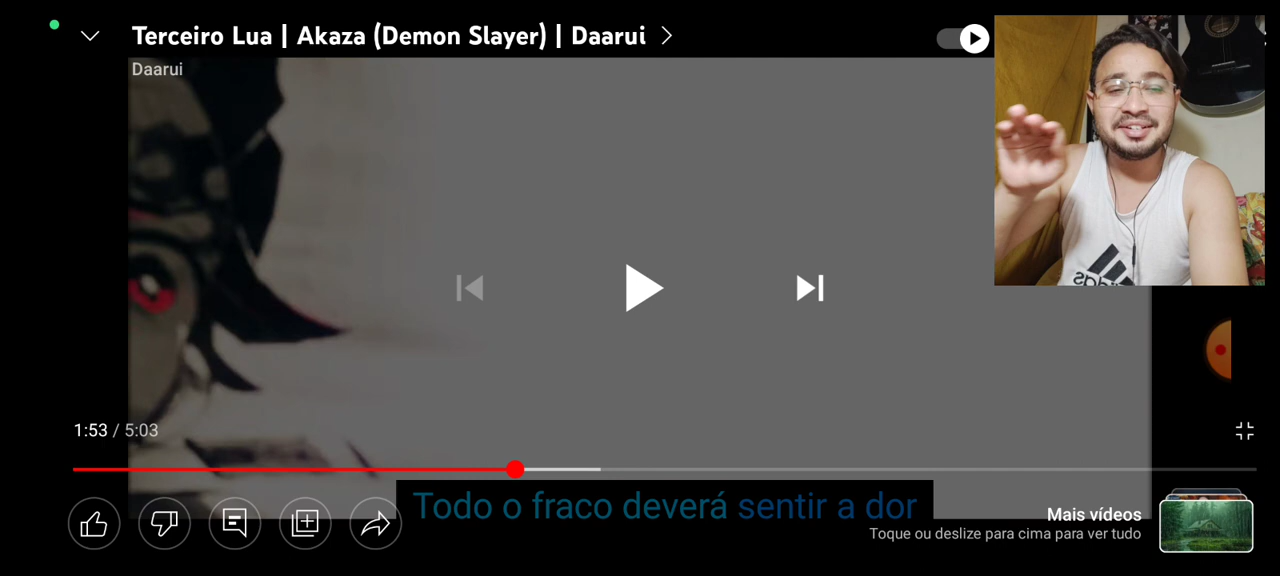 Terceiro Lua | Akaza (Demon Slayer) | Daarui
Daarui
adidas
1:53 / 5:03
Todo o fraco deverá sentir a dor
Mais vídeos
Toque ou deslize para cima para ver tudo